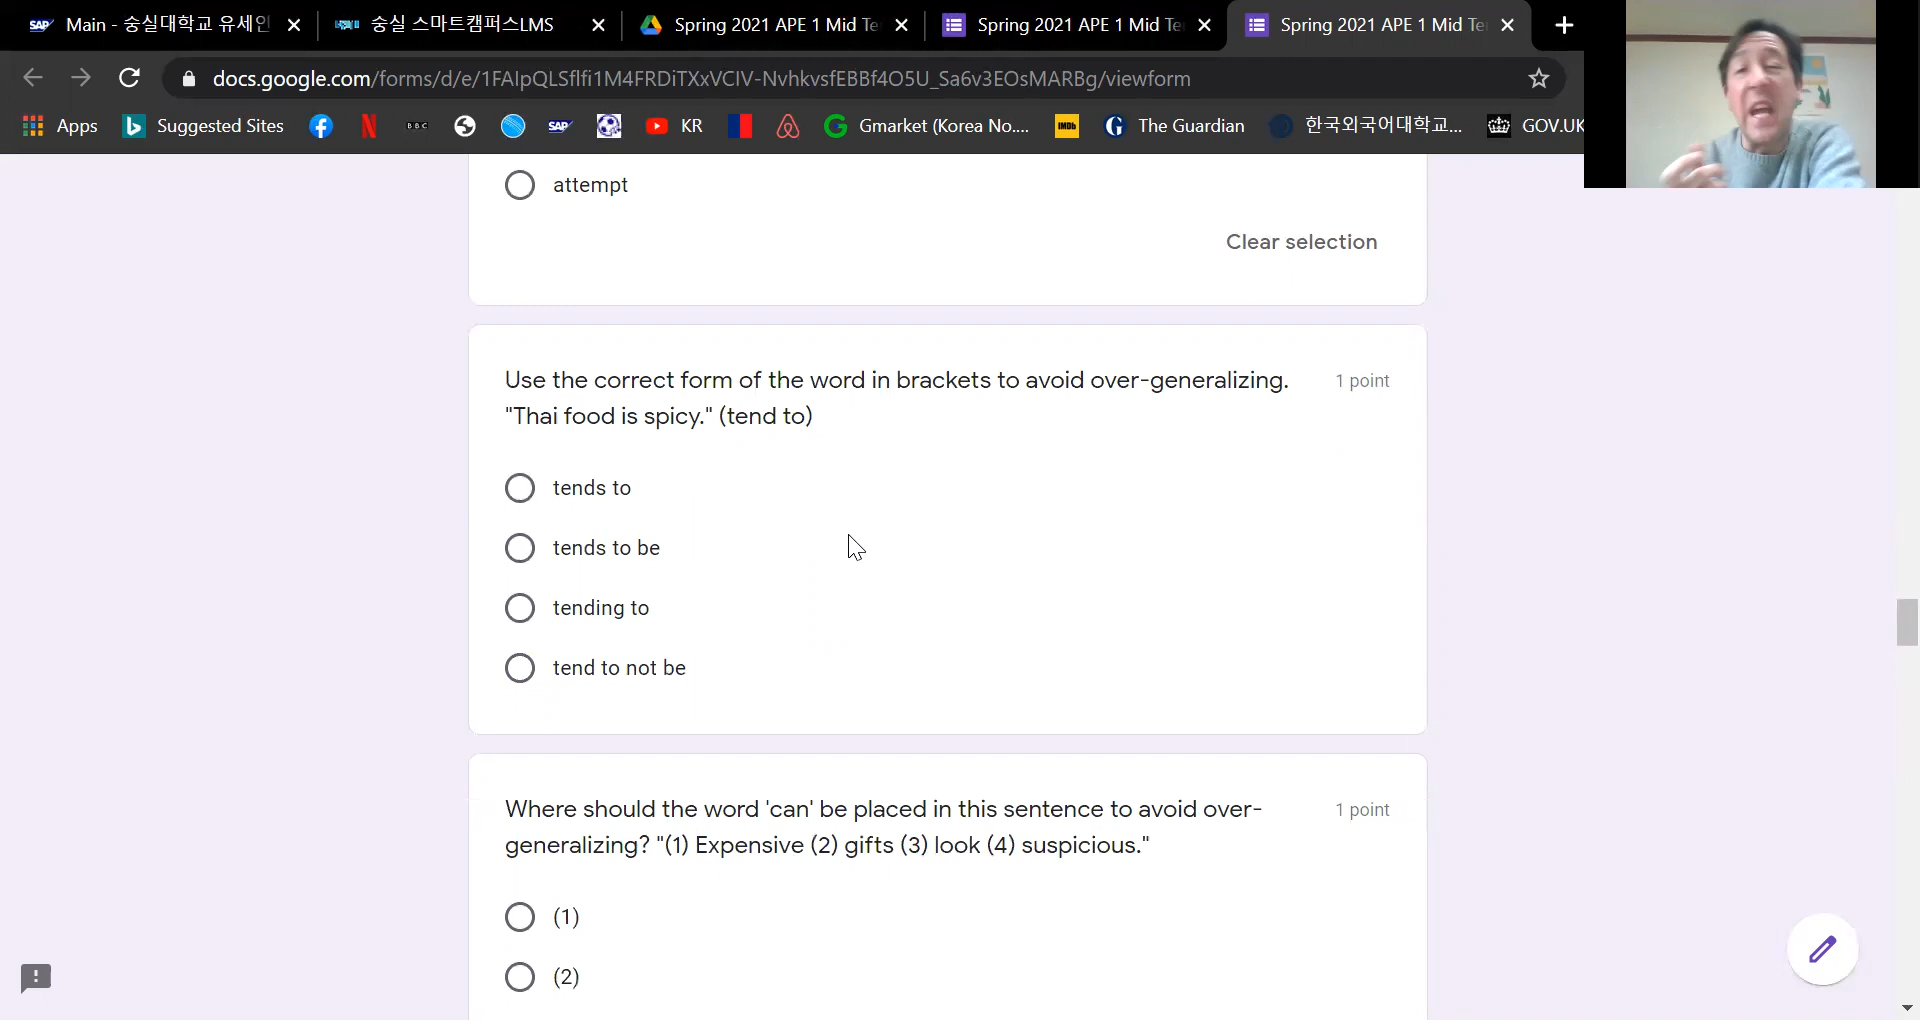 SAP Main - 숭실대학교 유세인
숭실 스마트캠퍼스LMS
Spring 2021 APE 1 Mid Te
Spring 2021 APE 1 Mid Te
Spring 2021 APE 1 Mid Te
docs.google.com/forms/d/e/1FAIpQLSflfi1M4FRDiTXxVCIV-NvhkvsfEBBf4O5U_Sa6v3EOsMARBg/viewform
Apps
Suggested Sites
BBC
SAP
KR
Gmarket (Korea No....
IMDb
The Guardian
한국외국어대학교...
GOV.UK
attempt
Clear selection
Use the correct form of the word in brackets to avoid over-generalizing. 1 point
"Thai food is spicy." (tend to)
tends to
tends to be
tending to
tend to not be
Where should the word 'can' be placed in this sentence to avoid over- 1 point
generalizing? "(1) Expensive (2) gifts (3) look (4) suspicious."
(1)
(2)